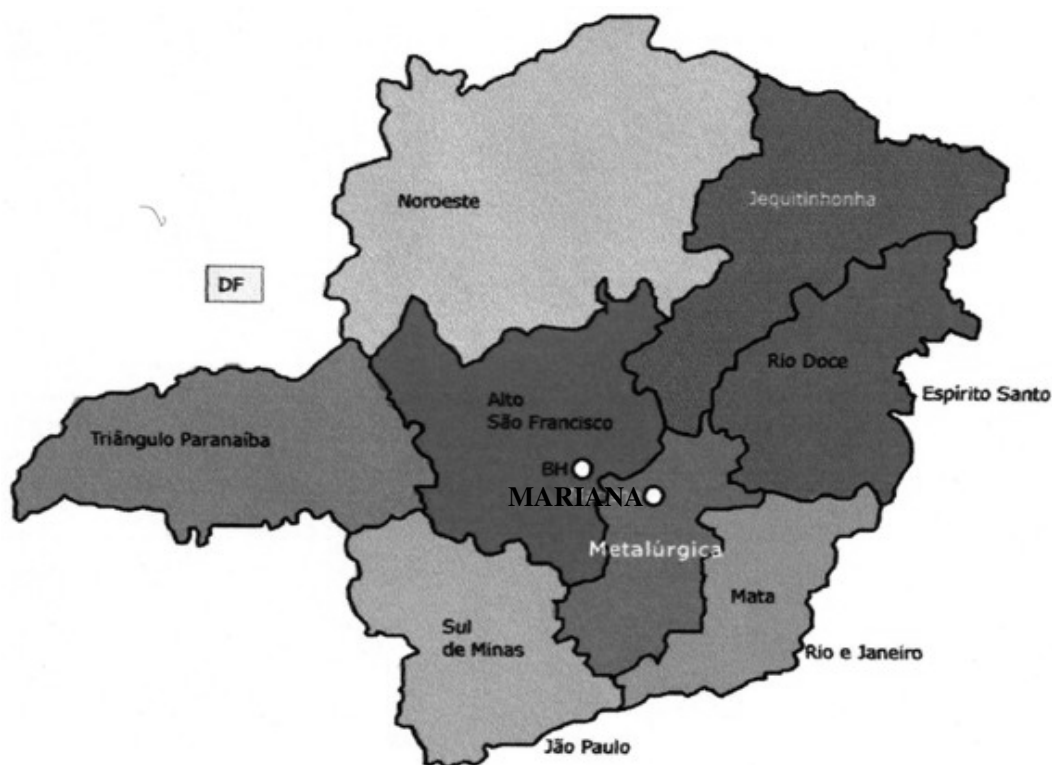 Noroeste
Jequitinhonha
DF
Rio Doce
Espírito Santo
Alto
São Francisco
Triângulo Paranaíba
BH
MARIANA
Metalúrgica
Mata
Sul
de Minas
Rio e Janeiro
Jão Paulo